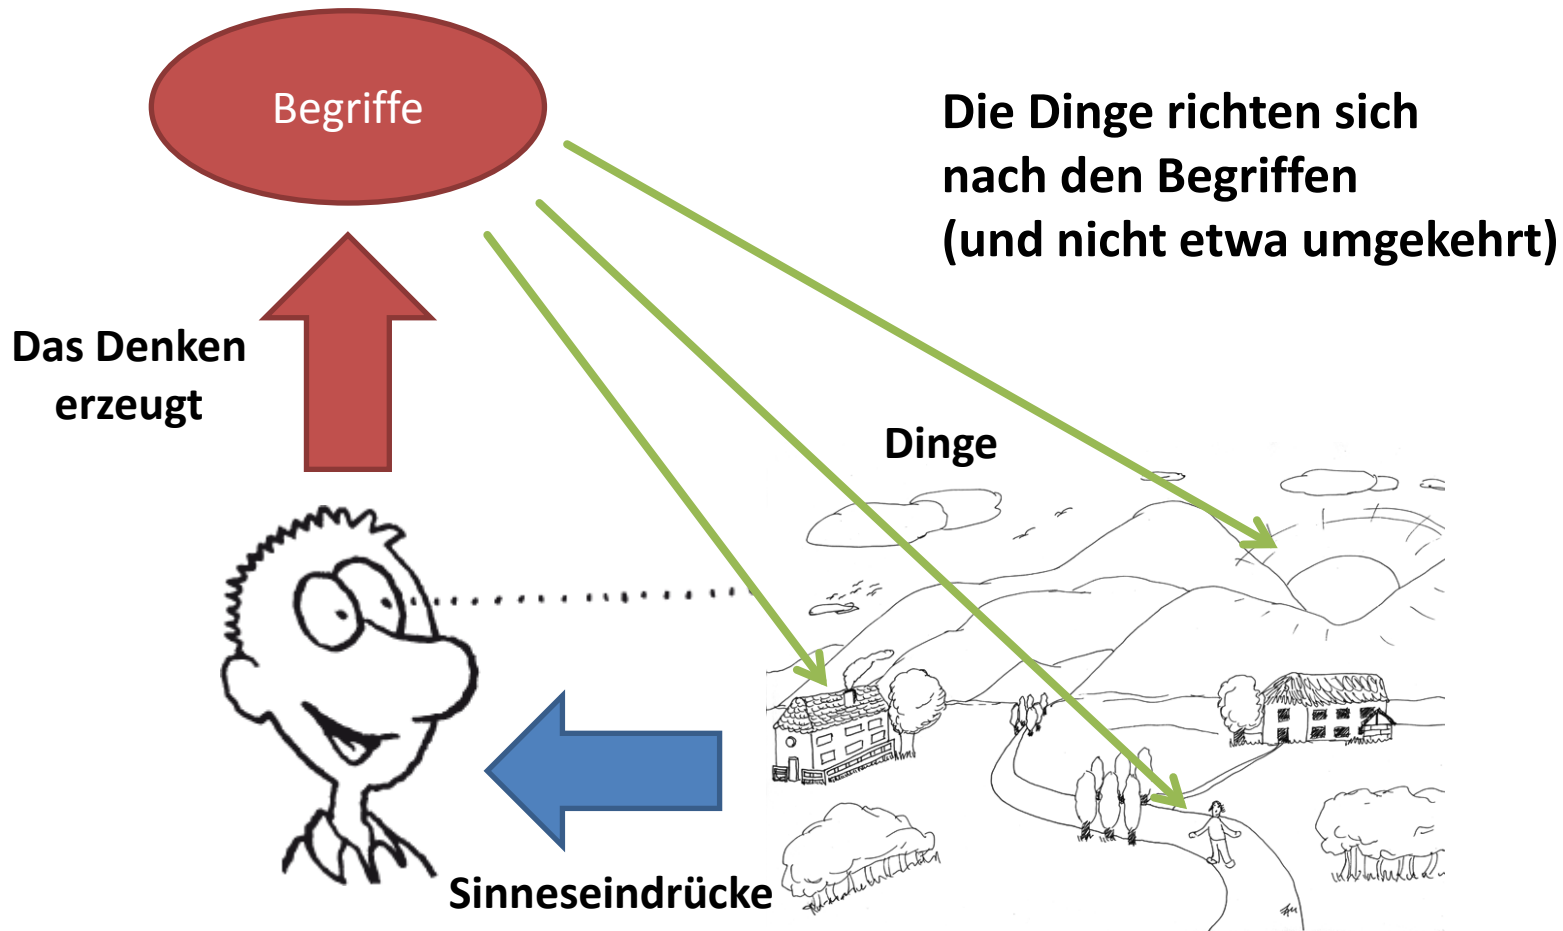 Begriffe
Die Dinge richten sich
nach den Begriffen
(und nicht etwa umgekehrt)
Das Denken
erzeugt
Dinge
Sinneseindrücke